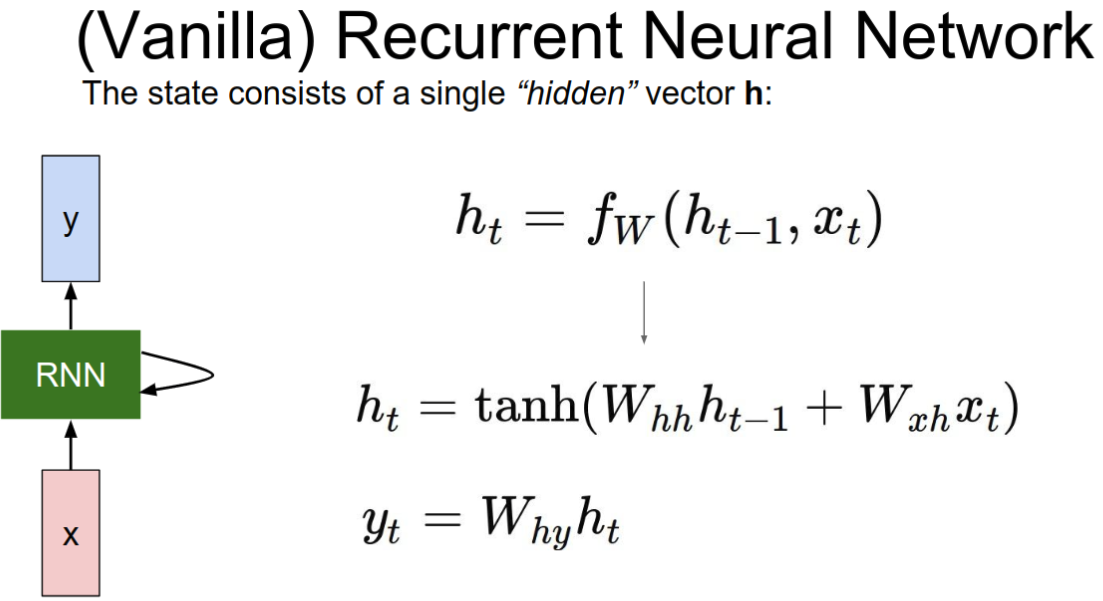 (Vanilla) Recurrent Neural Network
The state consists of a single “hidden” vector h:
y
RNN
x
h_t = f_W(h_{t−1}, x_t)
h_t = tanh(W_{hh}h_{t−1} + W_{xh}x_t)
y_t = W_{hy}h_t